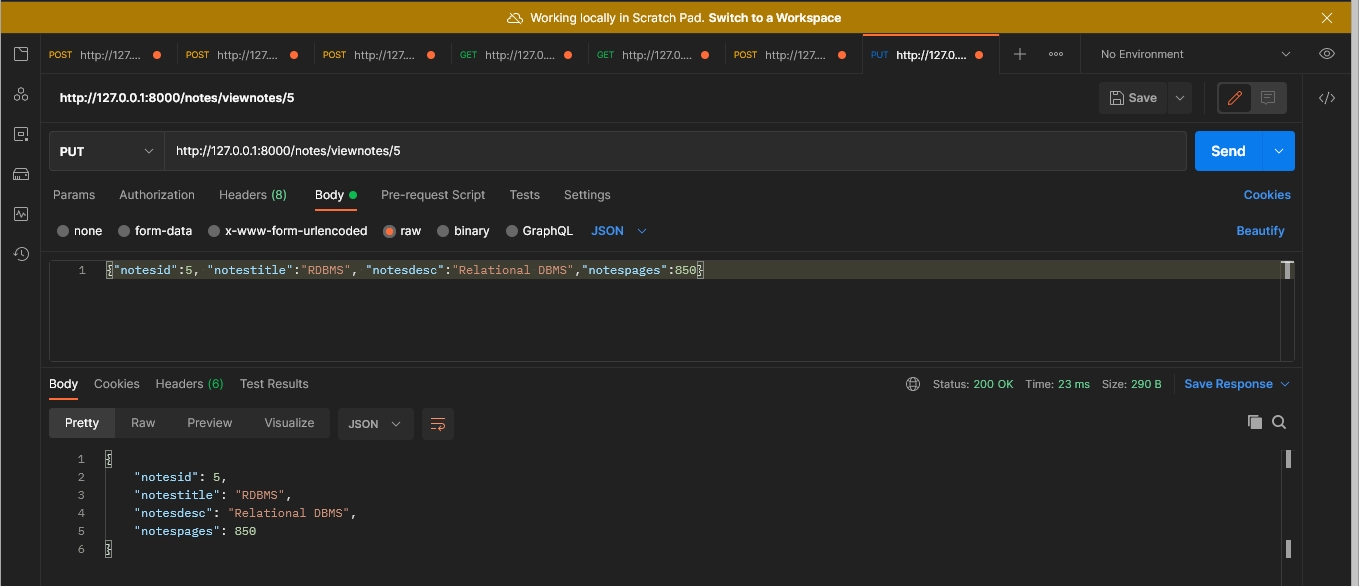 Working locally in Scratch Pad. Switch to a Workspace
POST http://127.... POST http://127.... POST http://127.... GET http://127.0.... GET http://127.0.... POST http://127.... PUT http://127.0.... No Environment
http://127.0.0.1:8000/notes/viewnotes/5 Save
PUT http://127.0.0.1:8000/notes/viewnotes/5 Send
Params Authorization Headers (8) Body Pre-request Script Tests Settings Cookies
none form-data x-www-form-urlencoded raw binary GraphQL JSON Beautify
1 {"notesid":5, "notestitle":"RDBMS", "notesdesc":"Relational DBMS","notespages":850}
Body Cookies Headers (6) Test Results Status: 200 OK Time: 23 ms Size: 290 B Save Response
Pretty Raw Preview Visualize JSON
1 {
2 "notesid": 5,
3 "notestitle": "RDBMS",
4 "notesdesc": "Relational DBMS",
5 "notespages": 850
6 }